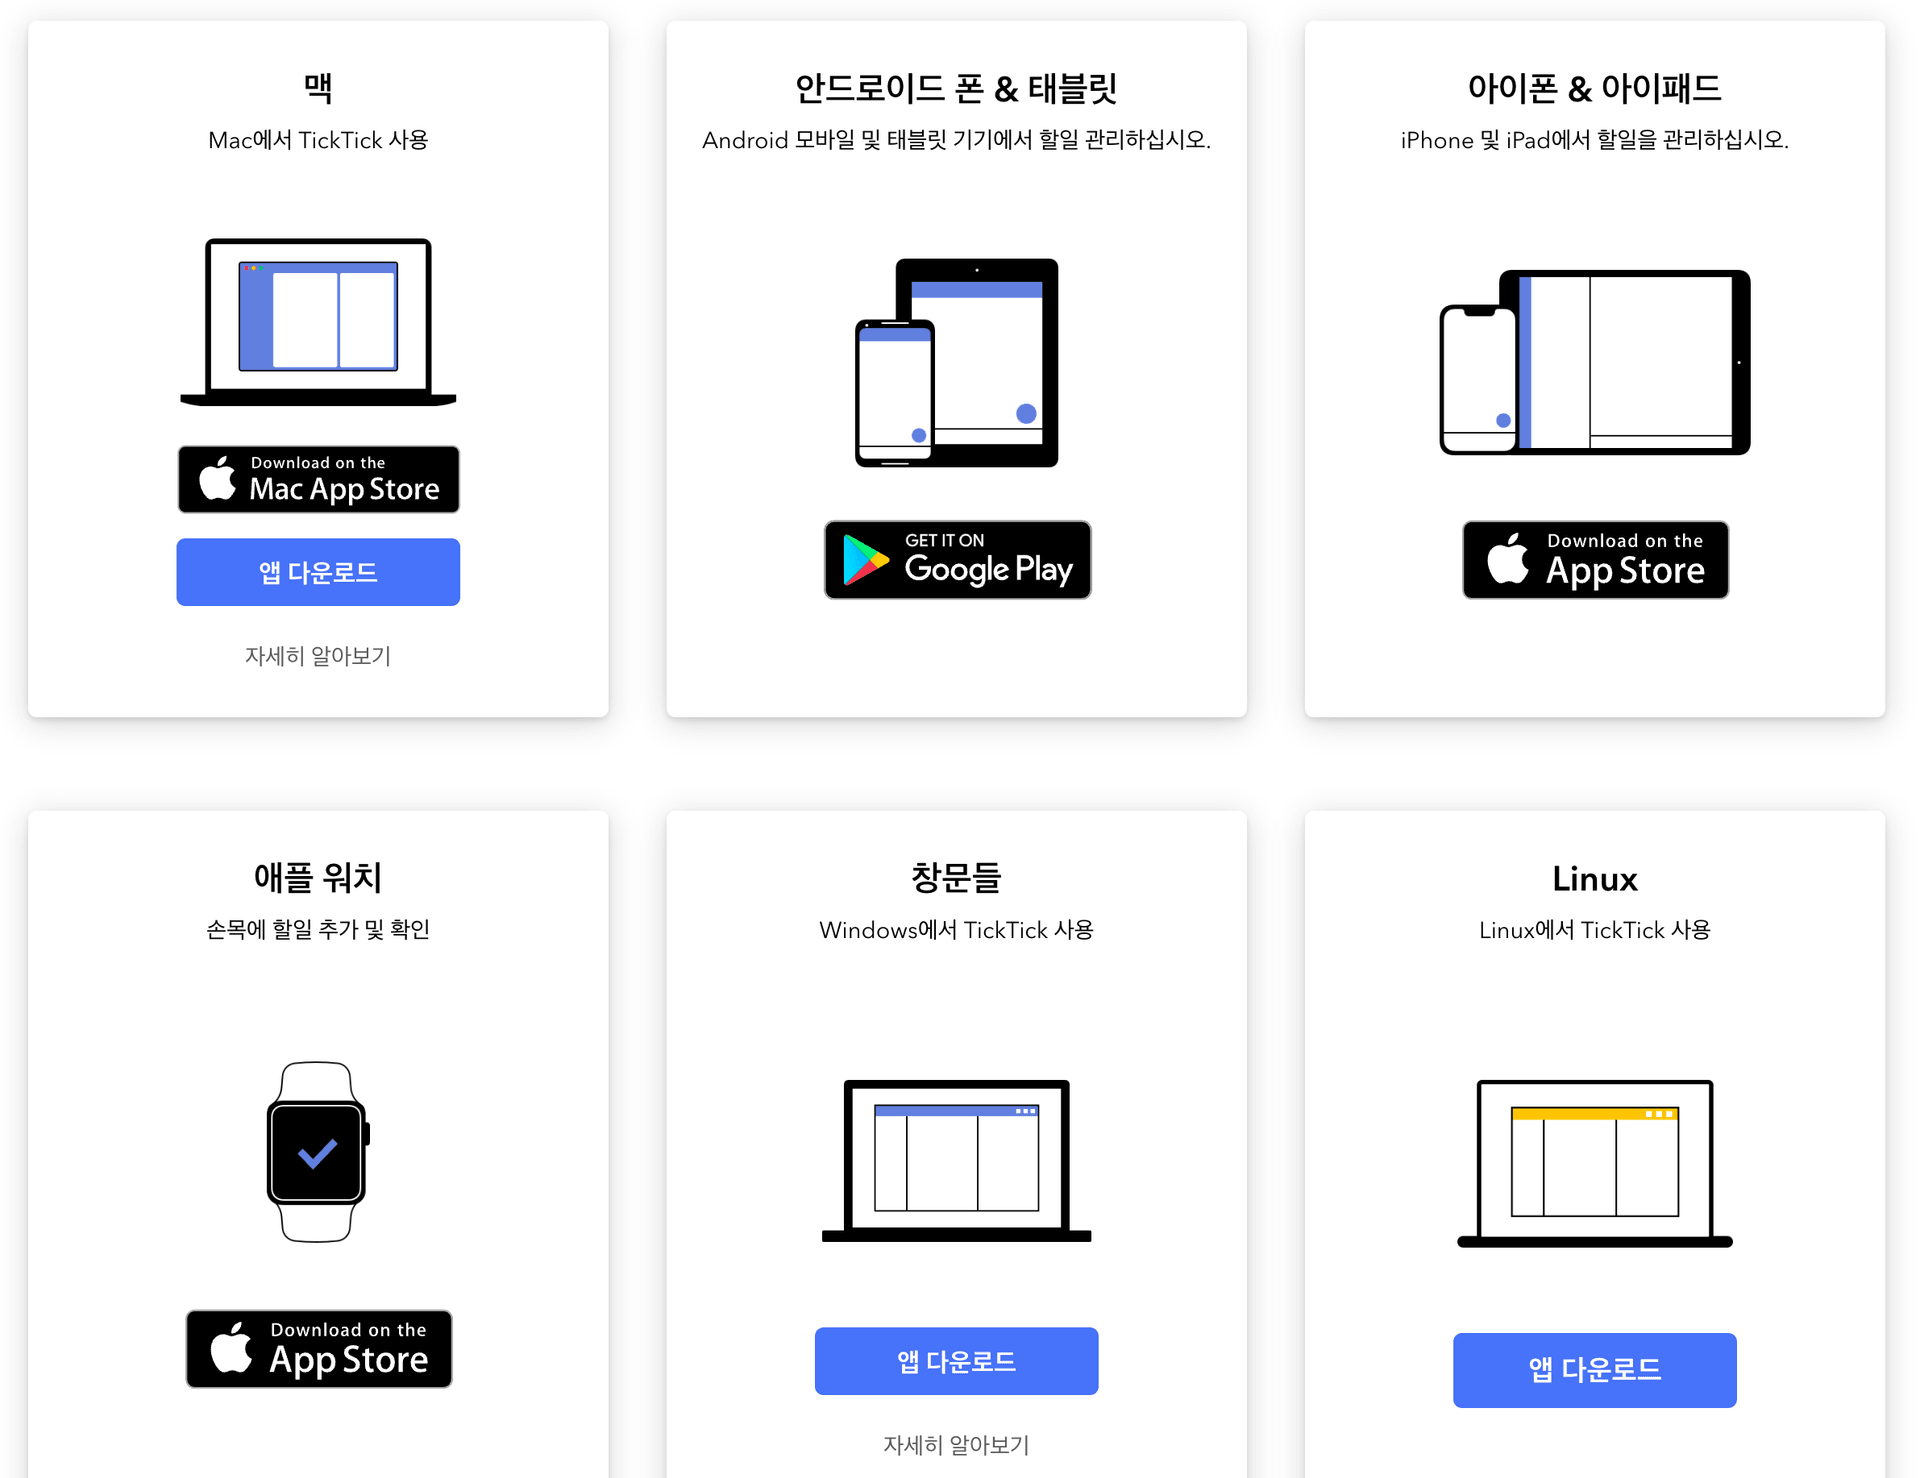 맥
Mac에서 TickTick 사용
Download on the
Mac App Store
앱 다운로드
자세히 알아보기
안드로이드 폰 & 태블릿
Android 모바일 및 태블릿 기기에서 할일 관리하십시오.
GET IT ON
Google Play
아이폰 & 아이패드
iPhone 및 iPad에서 할일을 관리하십시오.
Download on the
App Store
애플 워치
손목에 할일 추가 및 확인
Download on the
App Store
창문들
Windows에서 TickTick 사용
앱 다운로드
자세히 알아보기
Linux
Linux에서 TickTick 사용
앱 다운로드